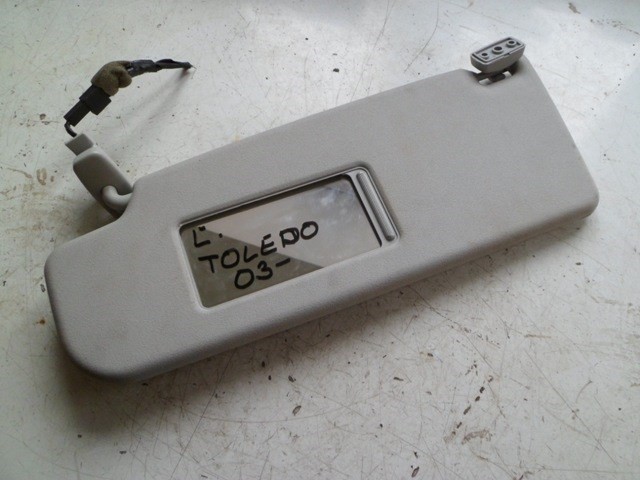 L.
TOLEDO
03-